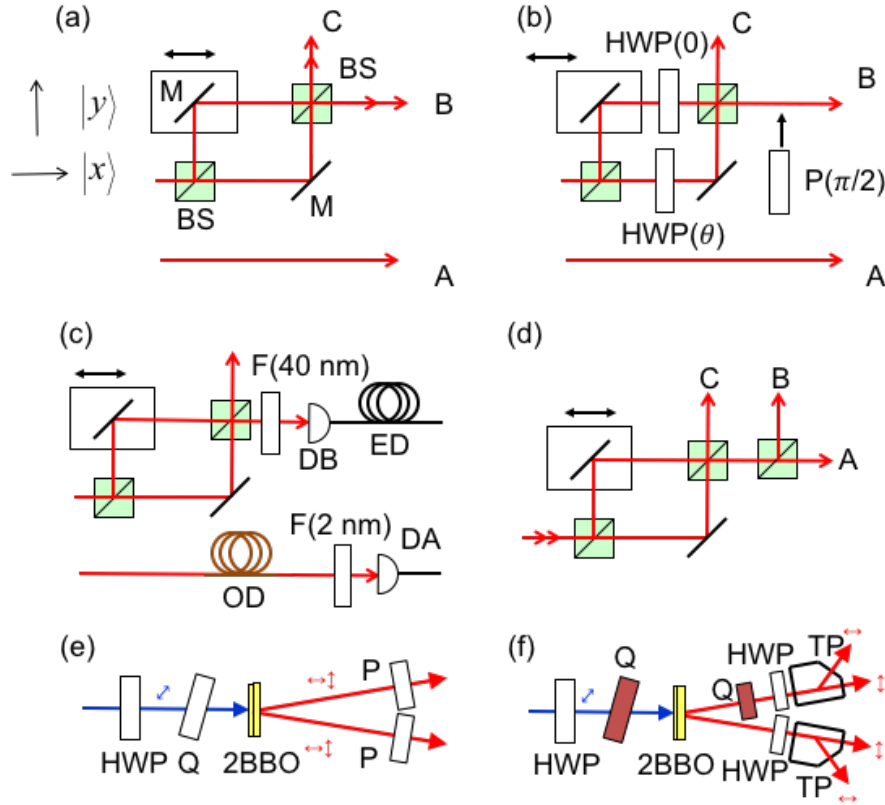 (a)
C
BS
M
B
|y⟩
|x⟩
BS
M
A
(b)
C
HWP(0)
B
P(π/2)
HWP(θ)
A
(c)
F(40 nm)
DB
ED
F(2 nm)
DA
OD
(d)
C
B
A
(e)
P
HWP
Q
2BBO
P
(f)
Q
HWP
TP
Q
HWP
2BBO
HWP
TP